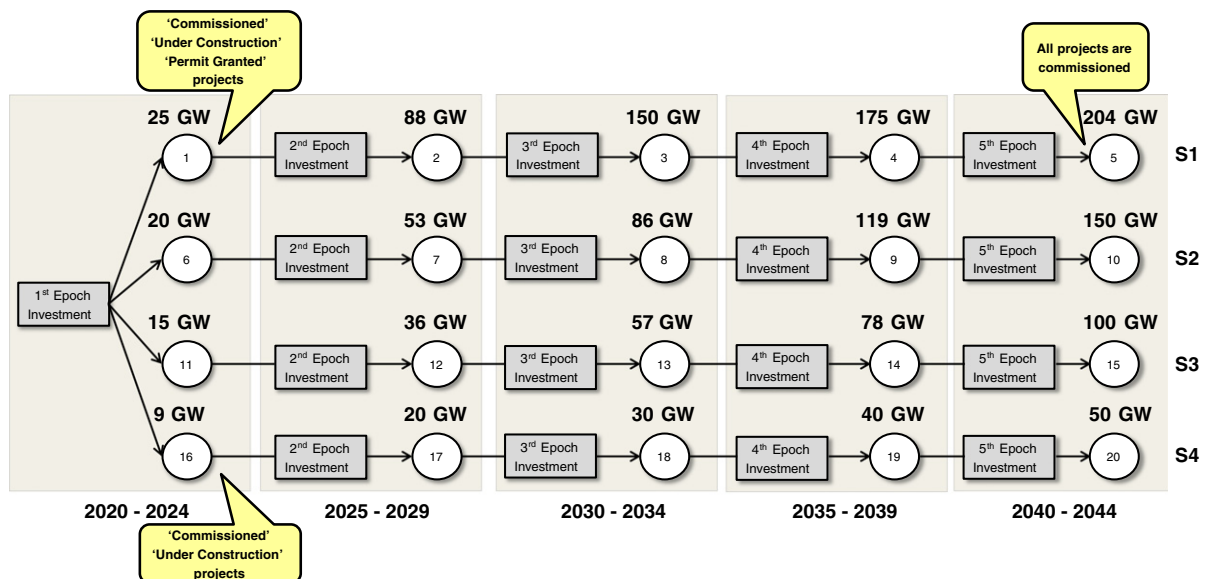 ‘Commissioned’
‘Under Construction’
‘Permit Granted’
projects
All projects are
commissioned
25 GW
88 GW
150 GW
175 GW
204 GW
1
2nd Epoch
Investment
2
3rd Epoch
Investment
3
4th Epoch
Investment
4
5th Epoch
Investment
5
S1
20 GW
53 GW
86 GW
119 GW
150 GW
6
2nd Epoch
Investment
7
3rd Epoch
Investment
8
4th Epoch
Investment
9
5th Epoch
Investment
10
S2
1st Epoch
Investment
15 GW
36 GW
57 GW
78 GW
100 GW
11
2nd Epoch
Investment
12
3rd Epoch
Investment
13
4th Epoch
Investment
14
5th Epoch
Investment
15
S3
9 GW
20 GW
30 GW
40 GW
50 GW
16
2nd Epoch
Investment
17
3rd Epoch
Investment
18
4th Epoch
Investment
19
5th Epoch
Investment
20
S4
2020 - 2024
2025 - 2029
2030 - 2034
2035 - 2039
2040 - 2044
‘Commissioned’
‘Under Construction’
projects